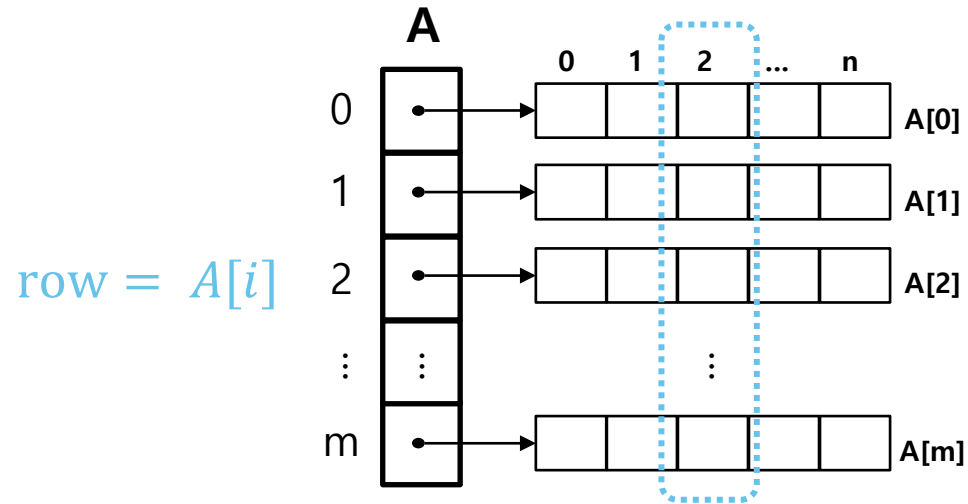 A
0 1 2 ... n
0 A[0]
1 A[1]
row = A[i] 2 A[2]
⋮ ⋮ ⋮
m A[m]